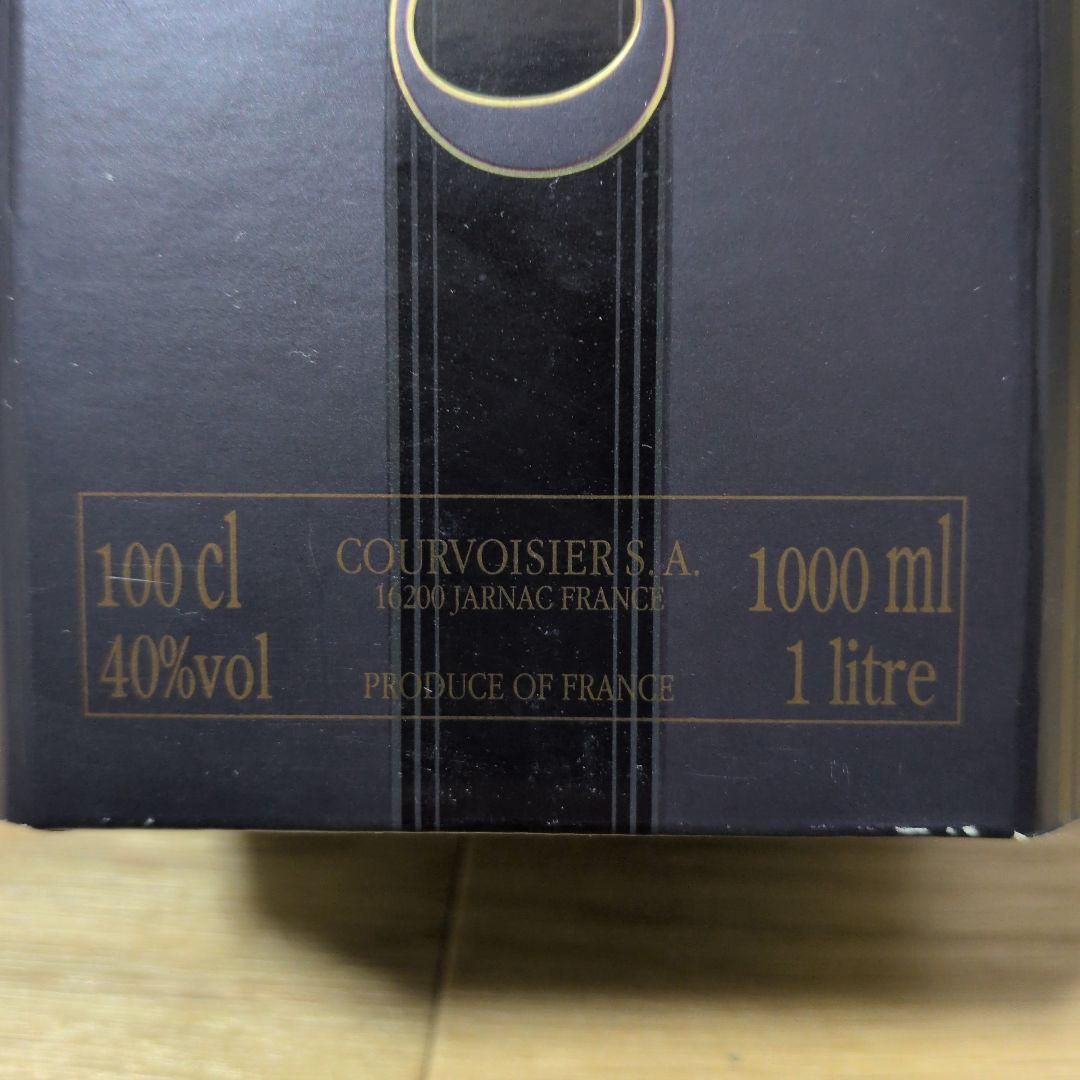 100 cl
40%vol
COURVOISIER S. A.
16200 JARNAC FRANCE
PRODUCE OF FRANCE
1000 ml
1 litre